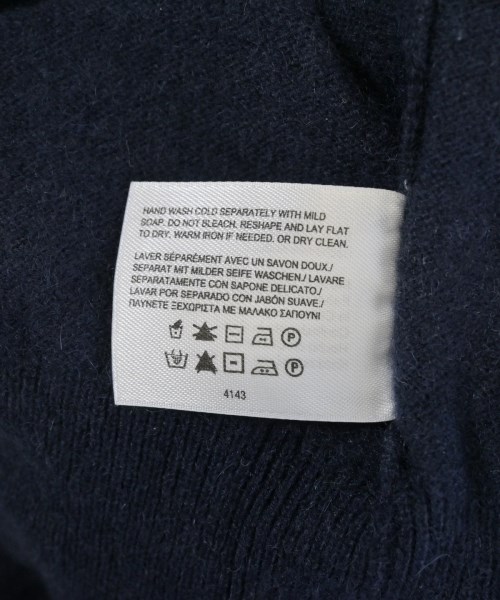 HAND WASH COLD SEPARATELY WITH MILD
SOAP. DO NOT BLEACH. RESHAPE AND LAY FLAT
TO DRY. WARM IRON IF NEEDED. OR DRY CLEAN.
LAVER SÉPARÉMENT AVEC UN SAVON DOUX./
SEPARAT MIT MILDER SEIFE WASCHEN./ LAVARE
SEPARATAMENTE CON SAPONE DELICATO./
LAVAR POR SEPARADO CON JABÓN SUAVE./
ΠΛΥΝΕΤΕ ΞΕΧΩΡΙΣΤΑ ΜΕ ΜΑΛΑΚΟ ΣΑΠΟΥΝΙ
P
P
4143